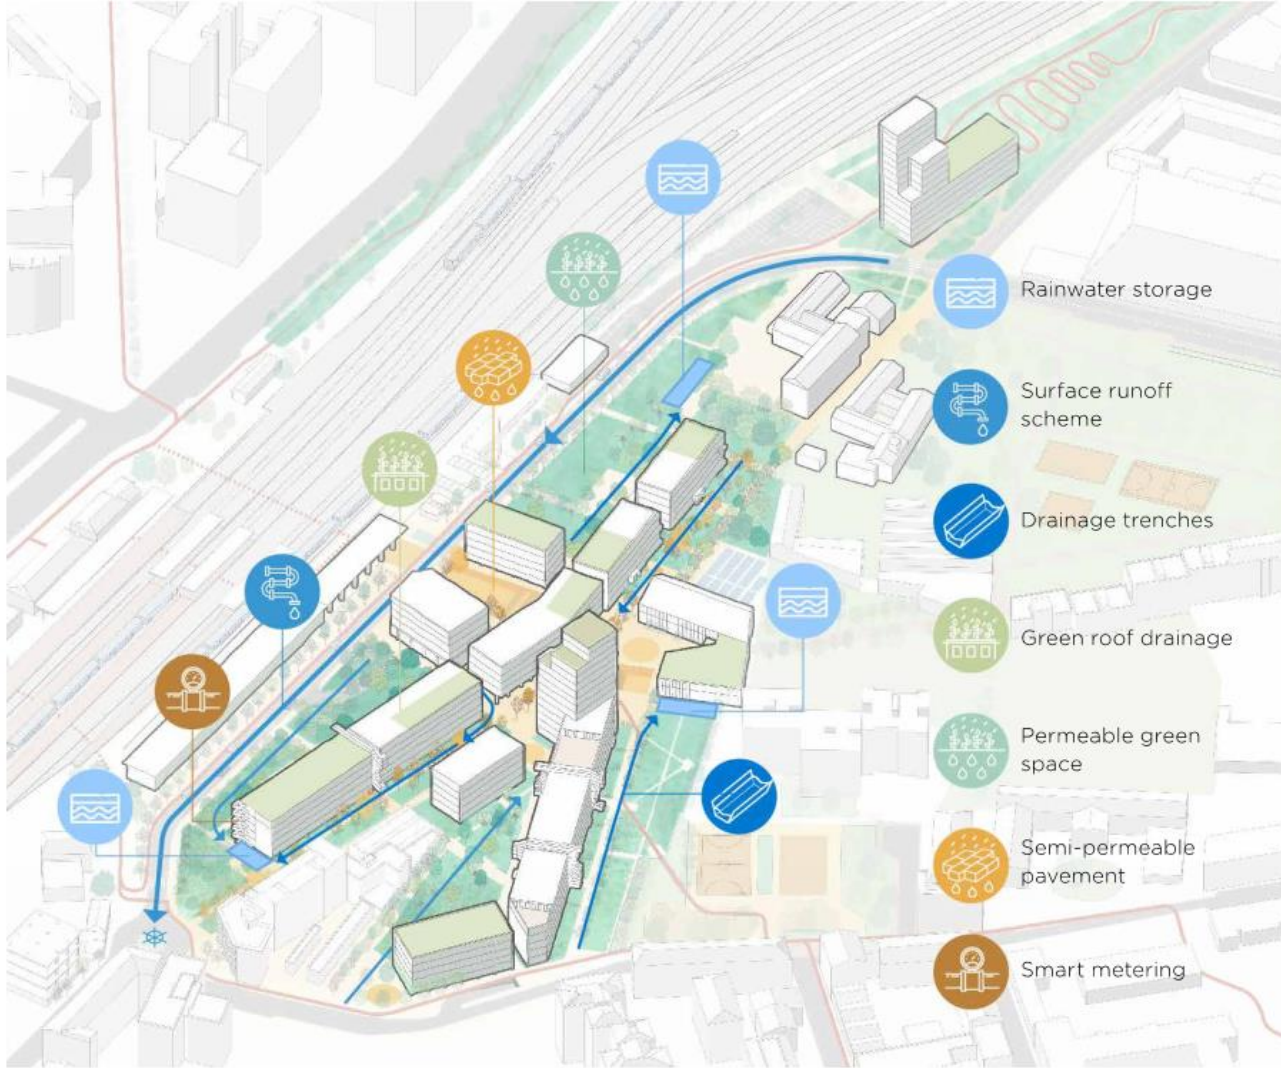 Rainwater storage
Surface runoff
scheme
Drainage trenches
Green roof drainage
Permeable green
space
Semi-permeable
pavement
Smart metering